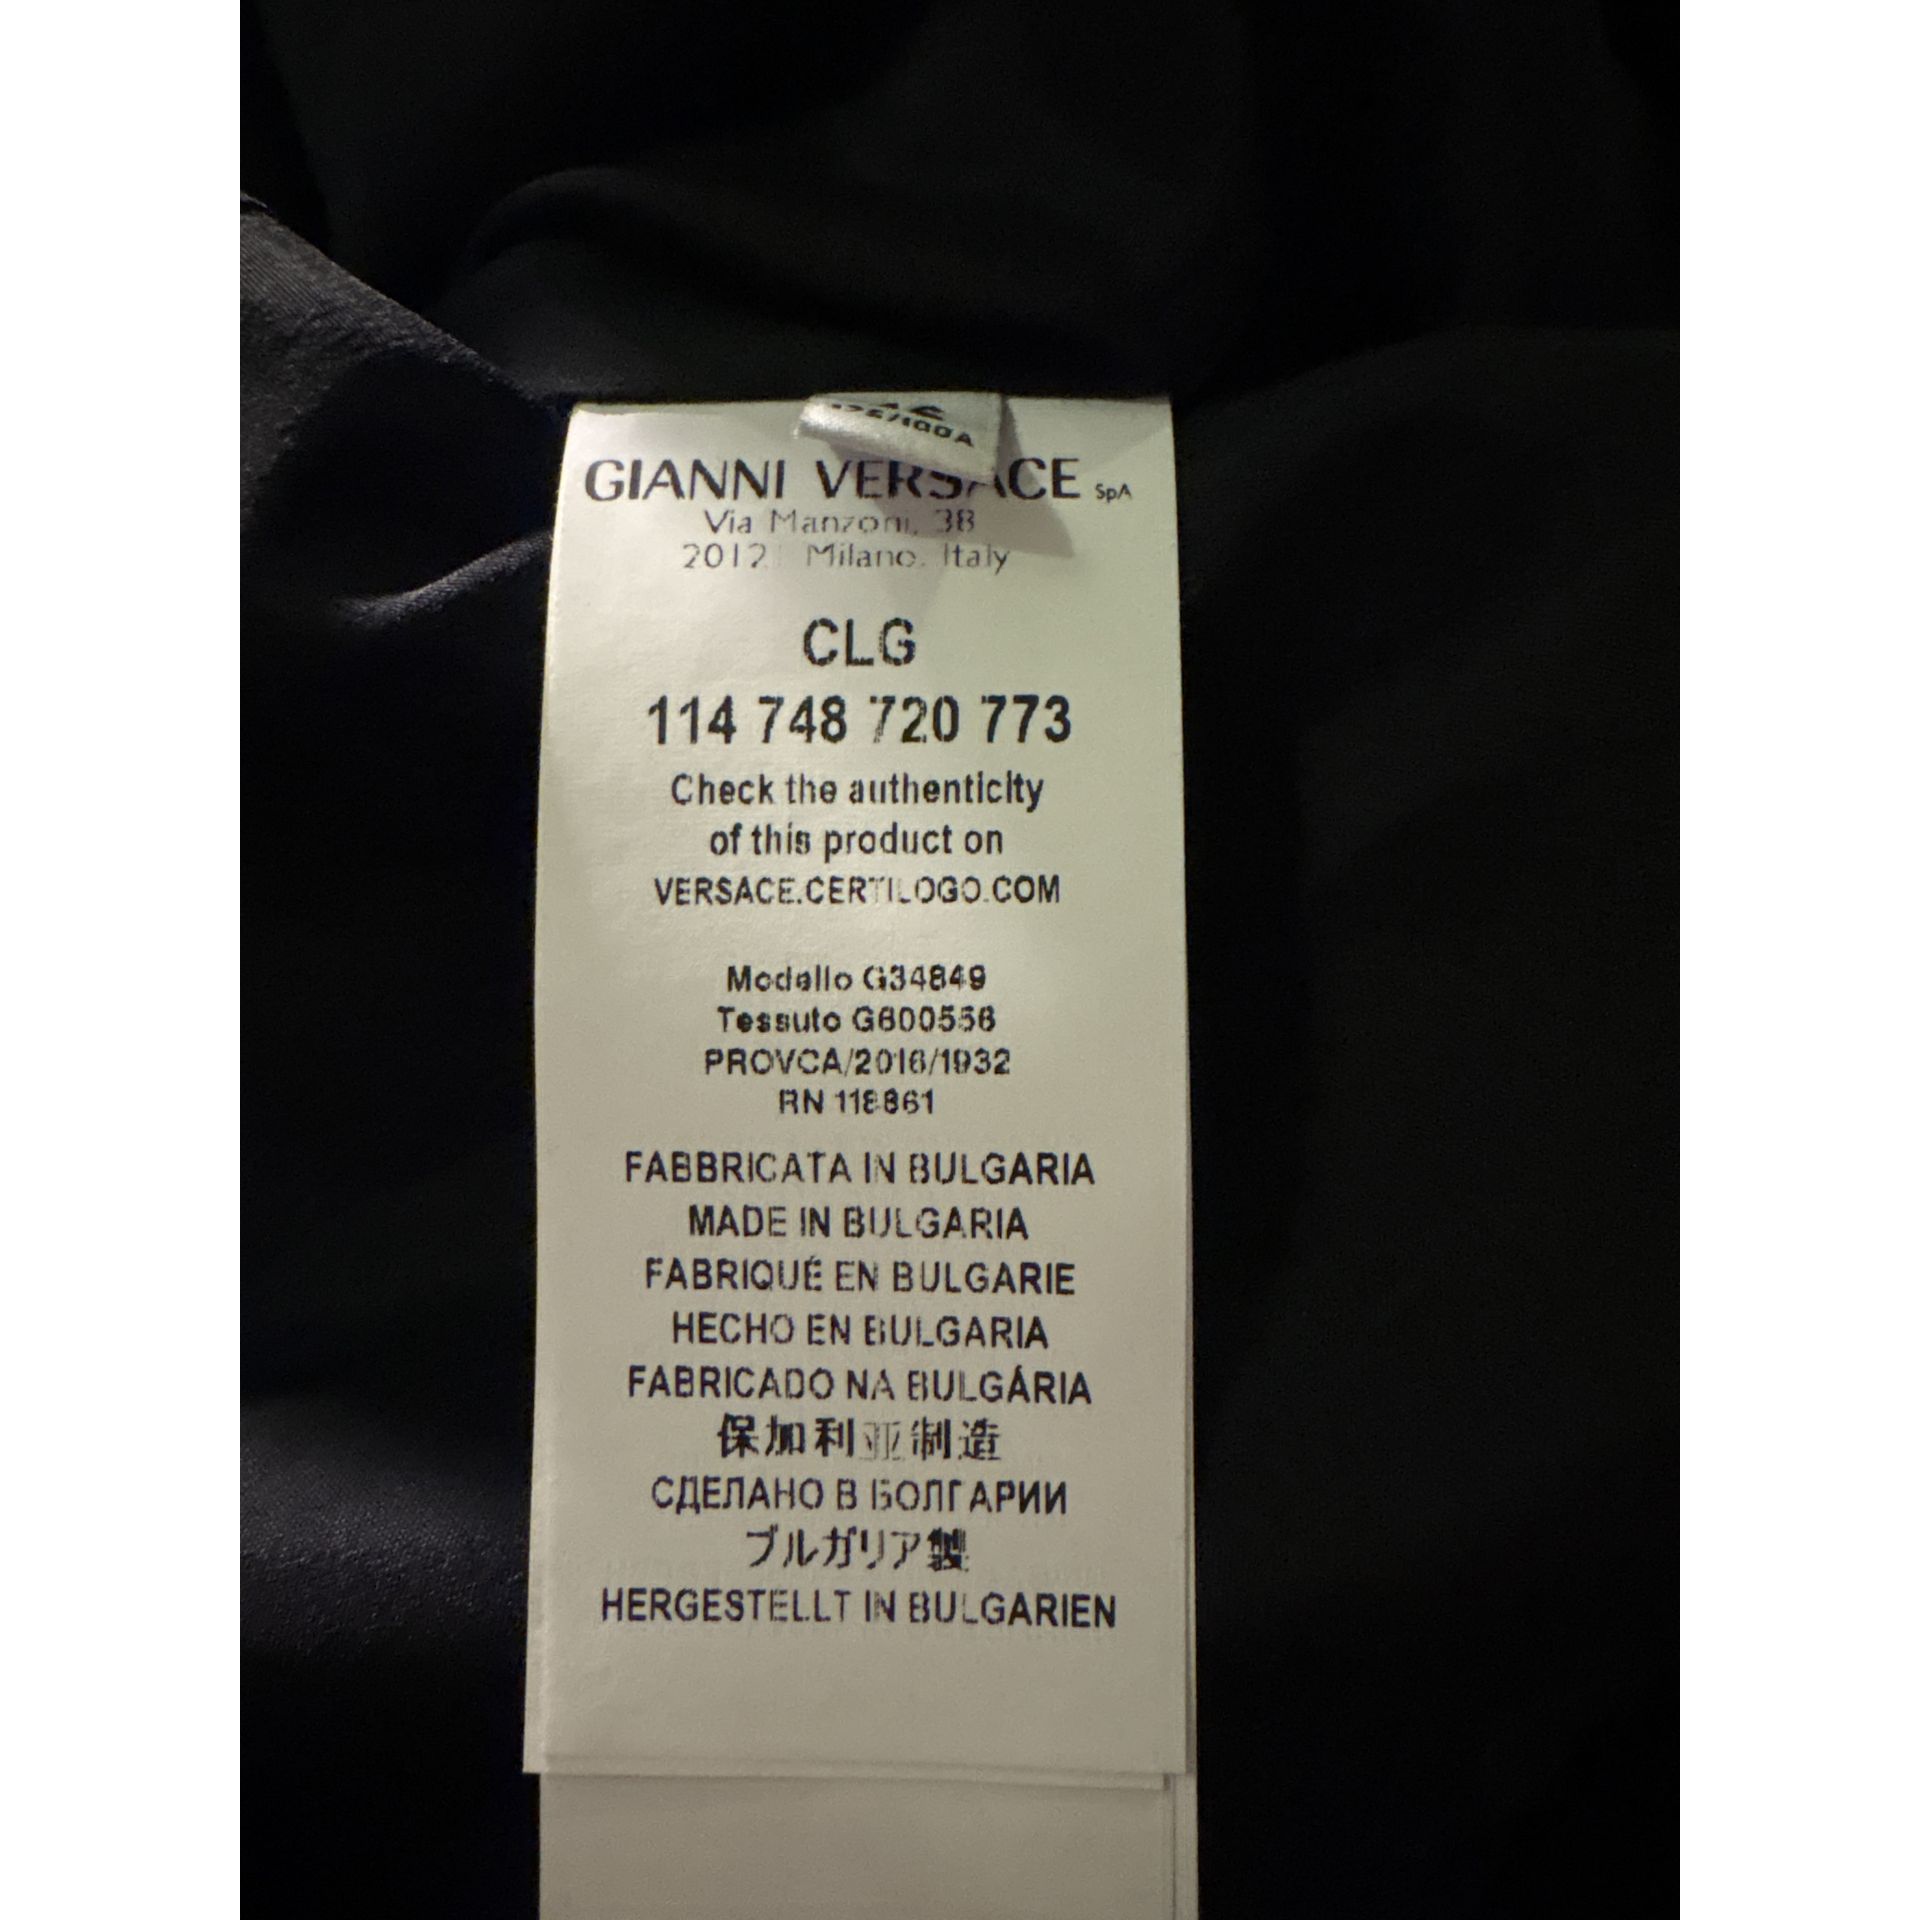 175/100A
GIANNI VERSACE SpA
Via Manzoni, 38
20121 Milano, Italy
CLG
114 748 720 773
Check the authenticity
of this product on
VERSACE.CERTILOGO.COM
Modello G34849
Tessuto G600556
PROVCA/2016/1932
RN 118861
FABBRICATA IN BULGARIA
MADE IN BULGARIA
FABRIQUÉ EN BULGARIE
HECHO EN BULGARIA
FABRICADO NA BULGÁRIA
保加利亚制造
СДЕЛАНО В БОЛГАРИИ
ブルガリア製
HERGESTELLT IN BULGARIEN